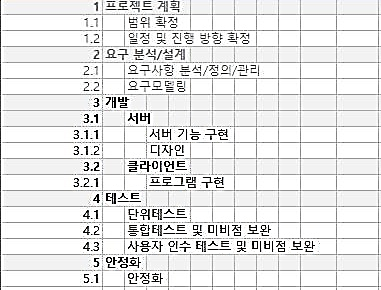 1 프로젝트 계획
1.1 범위 확정
1.2 일정 및 진행 방향 확정
2 요구 분석/설계
2.1 요구사항 분석/정의/관리
2.2 요구모델링
3 개발
3.1 서버
3.1.1 서버 기능 구현
3.1.2 디자인
3.2 클라이언트
3.2.1 프로그램 구현
4 테스트
4.1 단위테스트
4.2 통합테스트 및 미비점 보완
4.3 사용자 인수 테스트 및 미비점 보완
5 안정화
5.1 안정화